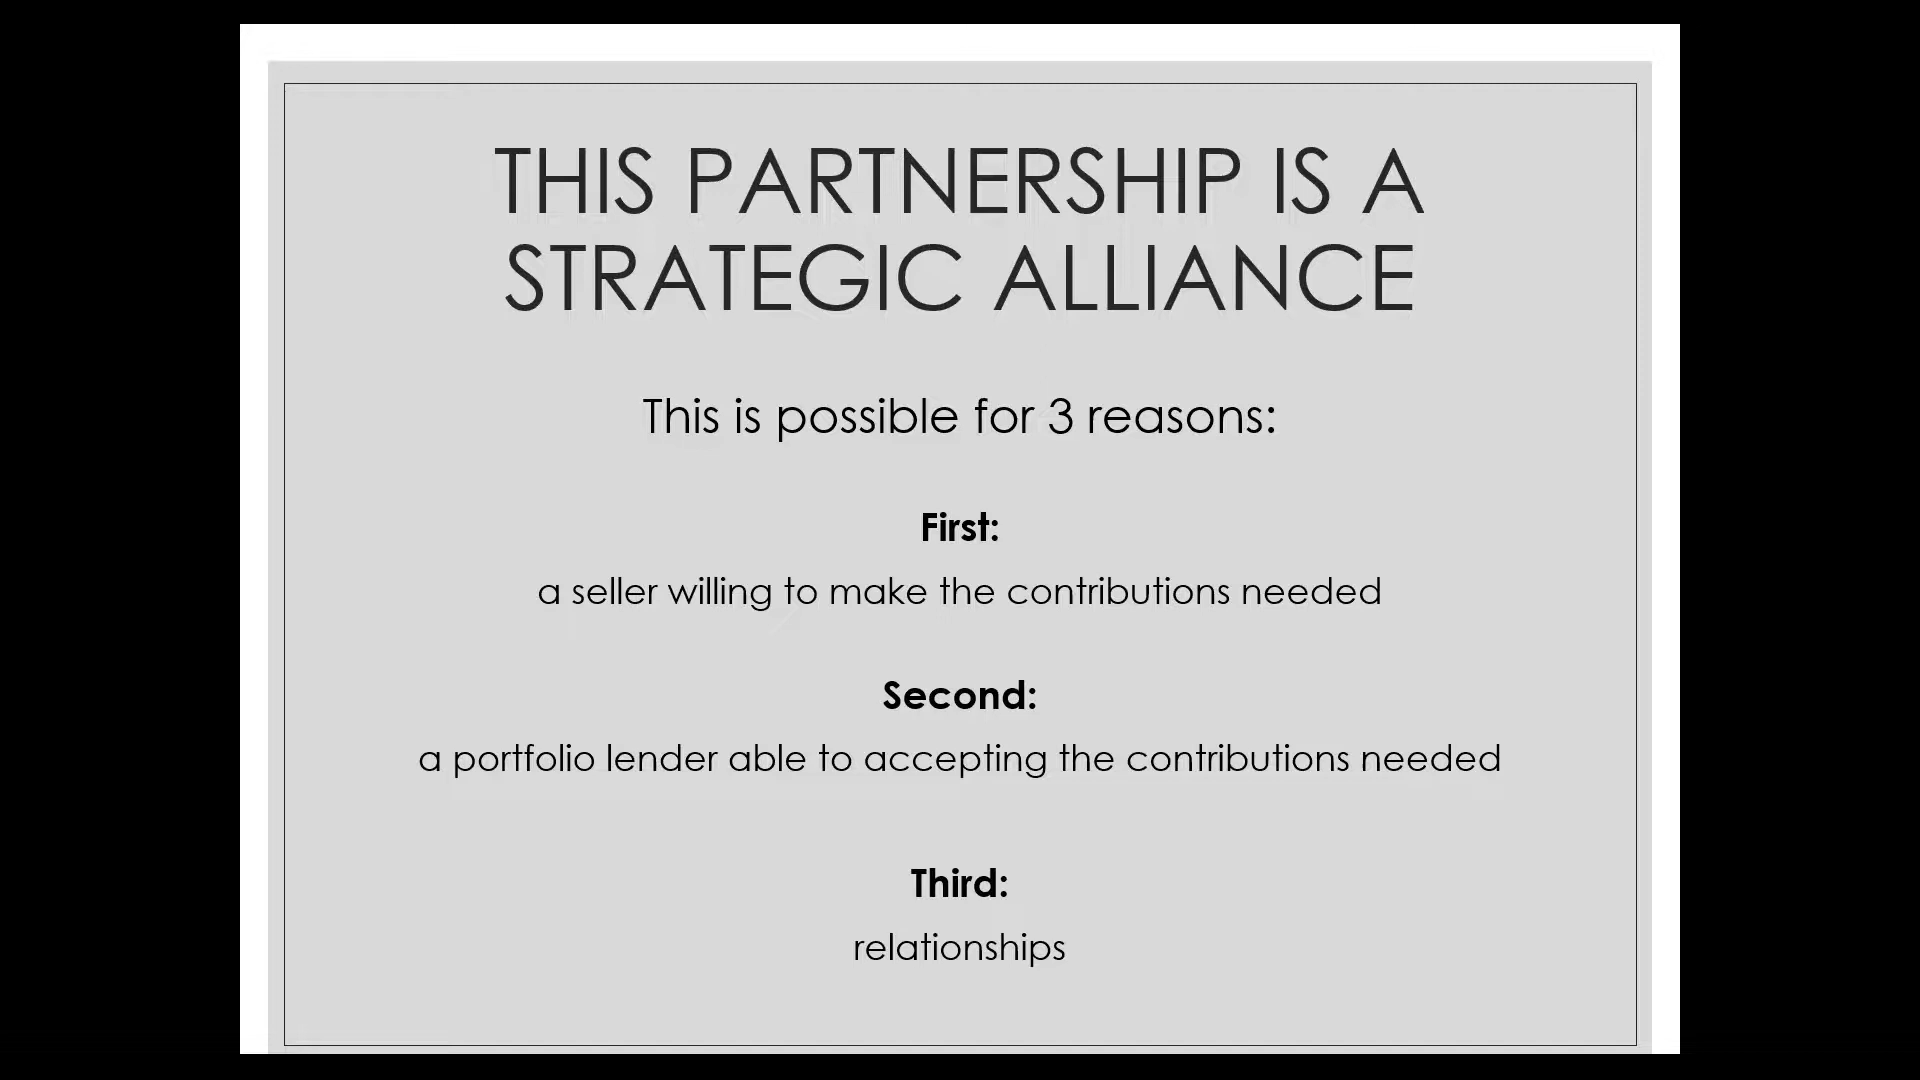 THIS PARTNERSHIP IS A
STRATEGIC ALLIANCE
This is possible for 3 reasons:
First:
a seller willing to make the contributions needed
Second:
a portfolio lender able to accepting the contributions needed
Third:
relationships